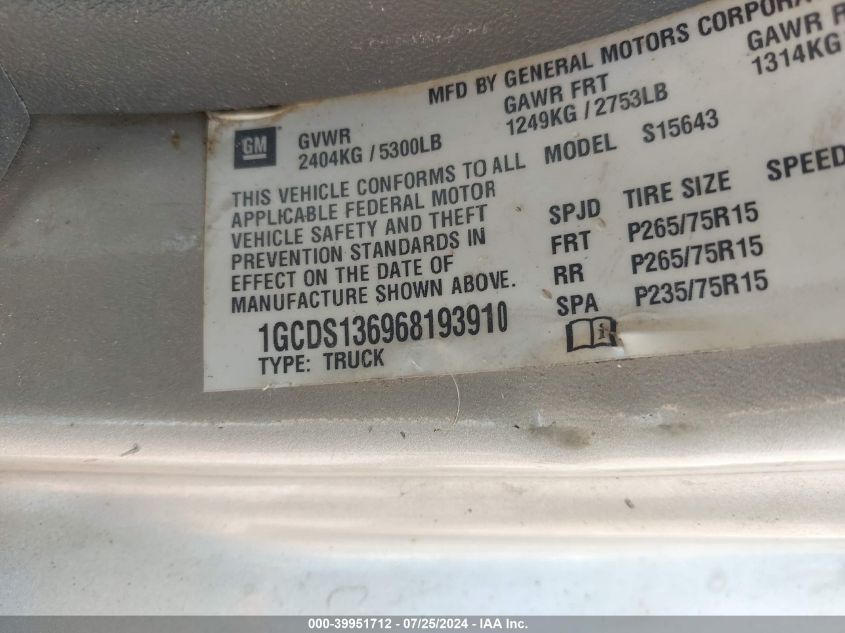 MFD BY GENERAL MOTORS
GM
GVWR
2404KG / 5300LB
GAWR FRT
1249KG / 2753LB
GAWR
1314KG
THIS VEHICLE CONFORMS TO ALL
APPLICABLE FEDERAL MOTOR
VEHICLE SAFETY AND THEFT
PREVENTION STANDARDS IN
EFFECT ON THE DATE OF
MANUFACTURE SHOWN ABOVE.
1GCDS136968193910
TYPE: TRUCK
MODEL S15643
SPJD TIRE SIZE SPEED
FRT P265/75R15
RR P265/75R15
SPA P235/75R15
i
000-39951712 - 07/25/2024 - IAA Inc.